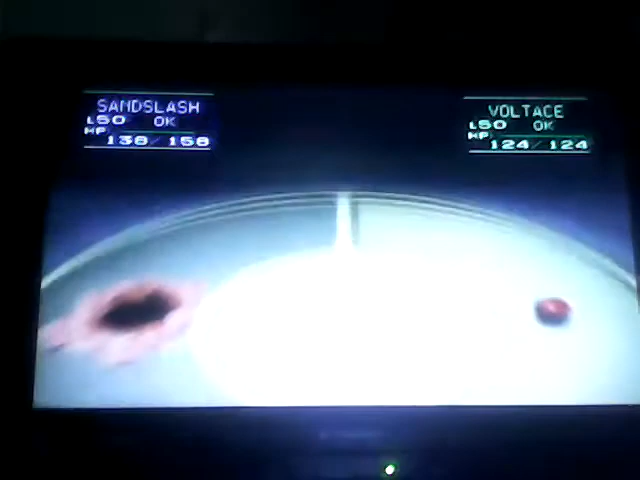 SANDSLASH
L50 OK
HP
138/158
VOLTACE
L50 OK
HP
124/124